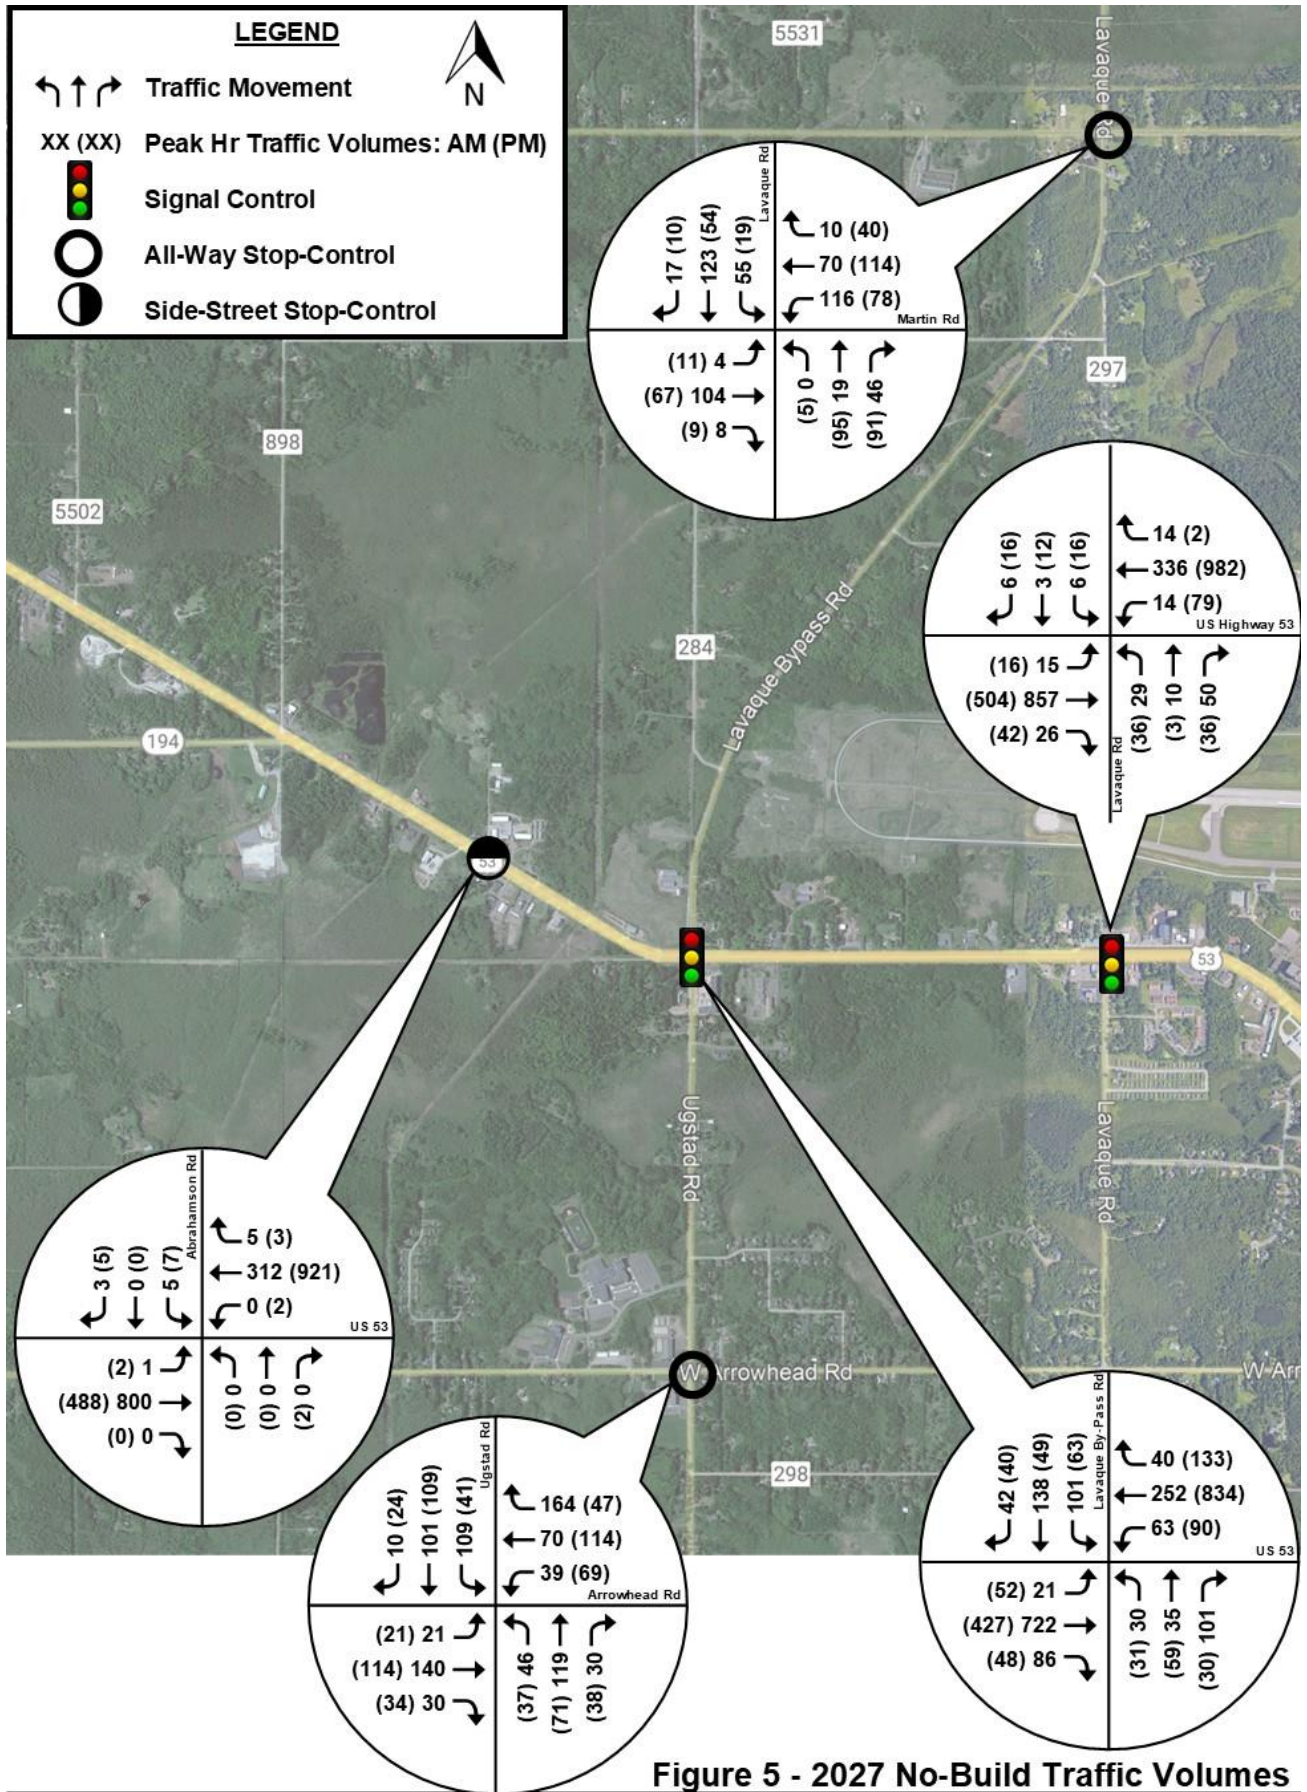 LEGEND
N
Traffic Movement
XX (XX) Peak Hr Traffic Volumes: AM (PM)
Signal Control
All-Way Stop-Control
Side-Street Stop-Control
5531
Lavaque Rd
Lavaque Rd
17 (10)
123 (54)
55 (19)
10 (40)
70 (114)
116 (78)
Martin Rd
(11) 4
(67) 104
(9) 8
(5) 0
(95) 19
(91) 46
297
898
5502
6 (16)
3 (12)
6 (16)
14 (2)
336 (982)
14 (79)
US Highway 53
(16) 15
(504) 857
(42) 26
(36) 29
(3) 10
(36) 50
Lavaque Rd
284
Lavaque Bypass Rd
194
53
53
Ugstad Rd
Lavaque Rd
Abrahamson Rd
3 (5)
0 (0)
5 (7)
5 (3)
312 (921)
0 (2)
US 53
(2) 1
(488) 800
(0) 0
(0) 0
(0) 0
(2) 0
W Arrowhead Rd
W Arr
Ugstad Rd
10 (24)
101 (109)
109 (41)
164 (47)
70 (114)
39 (69)
Arrowhead Rd
(21) 21
(114) 140
(34) 30
(37) 46
(71) 119
(38) 30
298
Lavaque By-Pass Rd
42 (40)
138 (49)
101 (63)
40 (133)
252 (834)
63 (90)
US 53
(52) 21
(427) 722
(48) 86
(31) 30
(59) 35
(30) 101
Figure 5 - 2027 No-Build Traffic Volumes